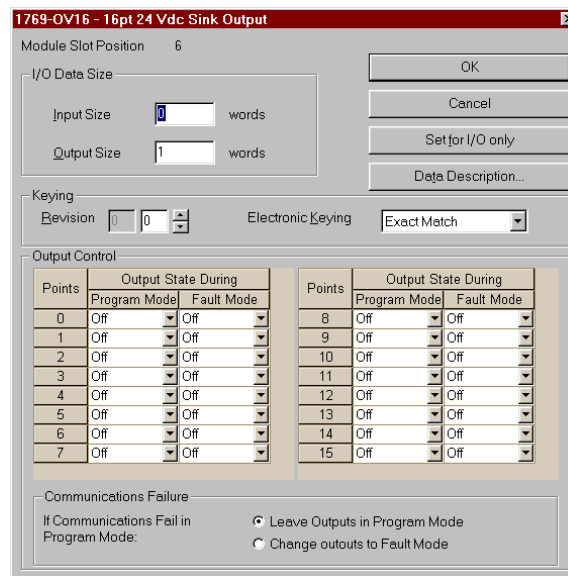 1769-OV16 - 16pt 24 Vdc Sink Output
Module Slot Position 6
I/O Data Size
Input Size 0 words
Output Size 1 words
OK
Cancel
Set for I/O only
Data Description...
Keying
Revision 0 0 Electronic Keying Exact Match
Output Control
Points Output State During Points Output State During
Program Mode Fault Mode Program Mode Fault Mode
0 Off Off 8 Off Off
1 Off Off 9 Off Off
2 Off Off 10 Off Off
3 Off Off 11 Off Off
4 Off Off 12 Off Off
5 Off Off 13 Off Off
6 Off Off 14 Off Off
7 Off Off 15 Off Off
Communications Failure
If Communications Fail in Leave Outputs in Program Mode
Program Mode: Change outouts to Fault Mode